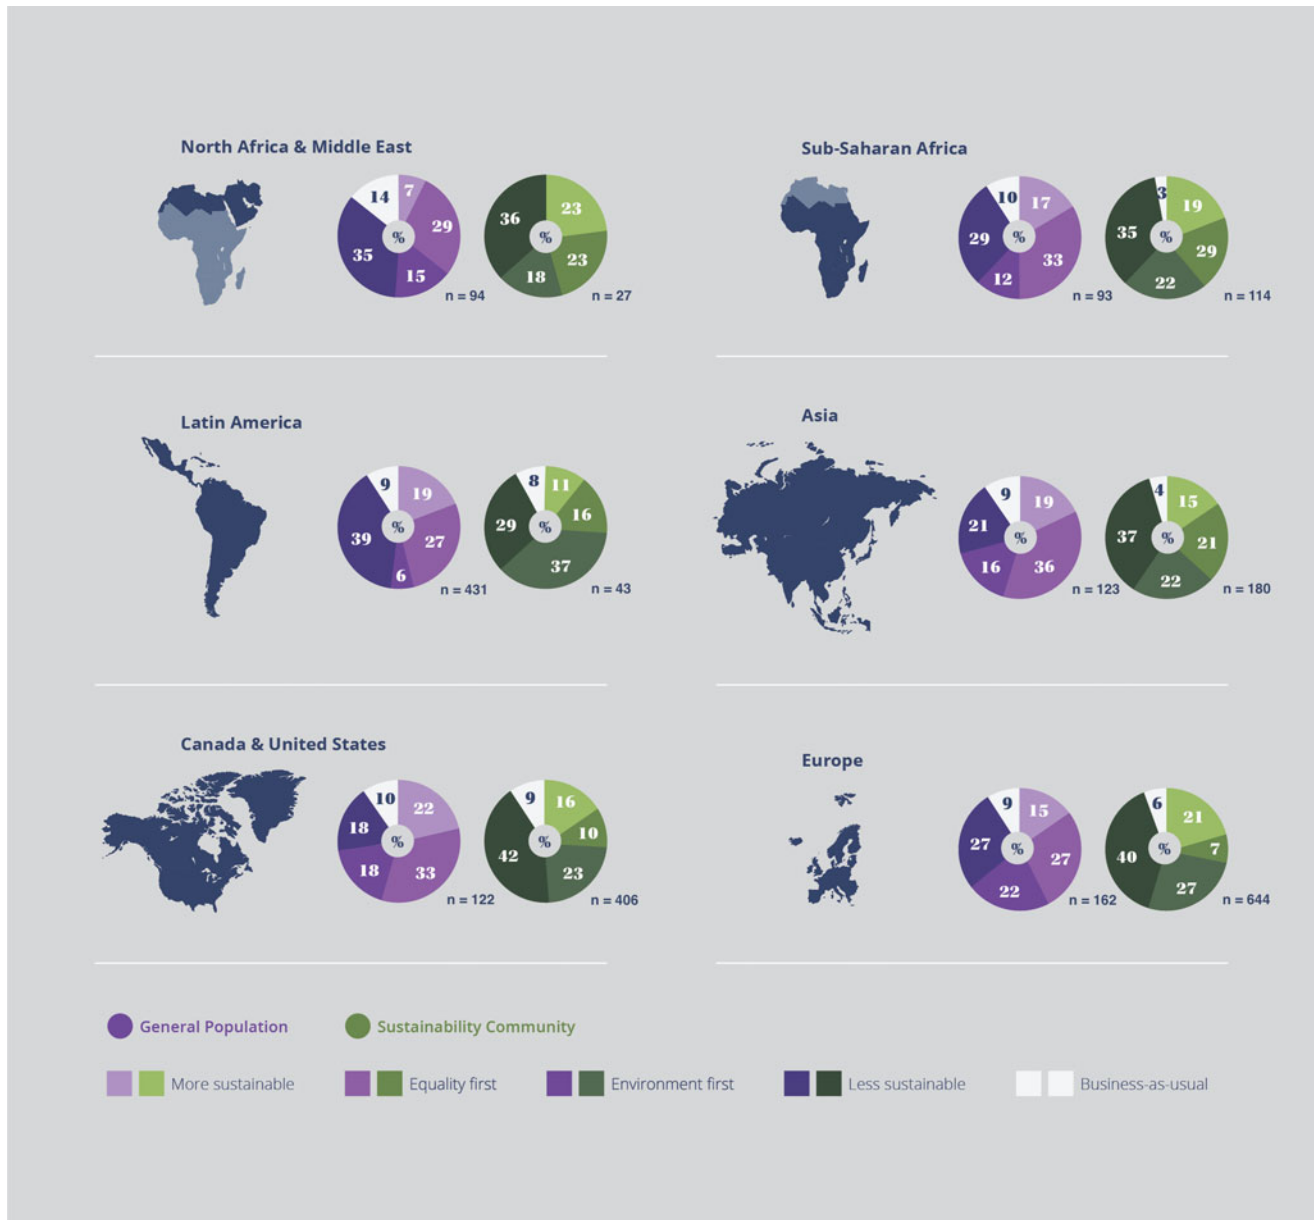 North Africa & Middle East
14
7
29
15
35
%
n = 94
36
23
23
18
%
n = 27
Sub-Saharan Africa
10
17
33
12
29
%
n = 93
3
19
29
22
35
%
n = 114
Latin America
9
19
27
6
39
%
n = 431
8
11
16
37
29
%
n = 43
Asia
9
19
36
16
21
%
n = 123
4
15
21
22
37
%
n = 180
Canada & United States
10
22
33
18
18
%
n = 122
9
16
10
23
42
%
n = 406
Europe
9
15
27
22
27
%
n = 162
6
21
7
27
40
%
n = 644
General Population
Sustainability Community
More sustainable
Equality first
Environment first
Less sustainable
Business-as-usual